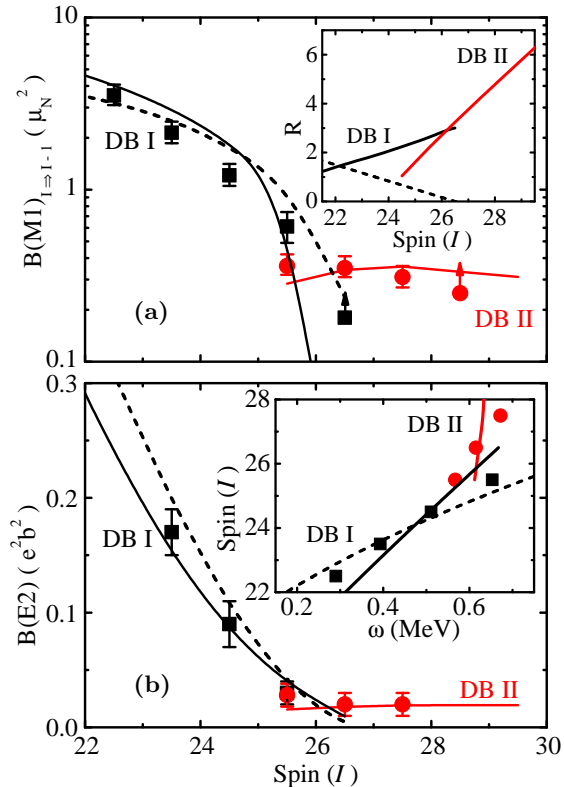 10
B(M1)I⇒I-1 ( μN² )
1
0.1
DB I
(a)
DB II
6
4
2
0
R
DB II
DB I
22 24 26 28
Spin (I)
0.3
0.2
0.1
0.0
B(E2) ( e²b² )
DB I
(b)
DB II
28
26
24
22
Spin (I)
DB II
DB I
0.2 0.4 0.6
ω (MeV)
22 24 26 28 30
Spin (I)